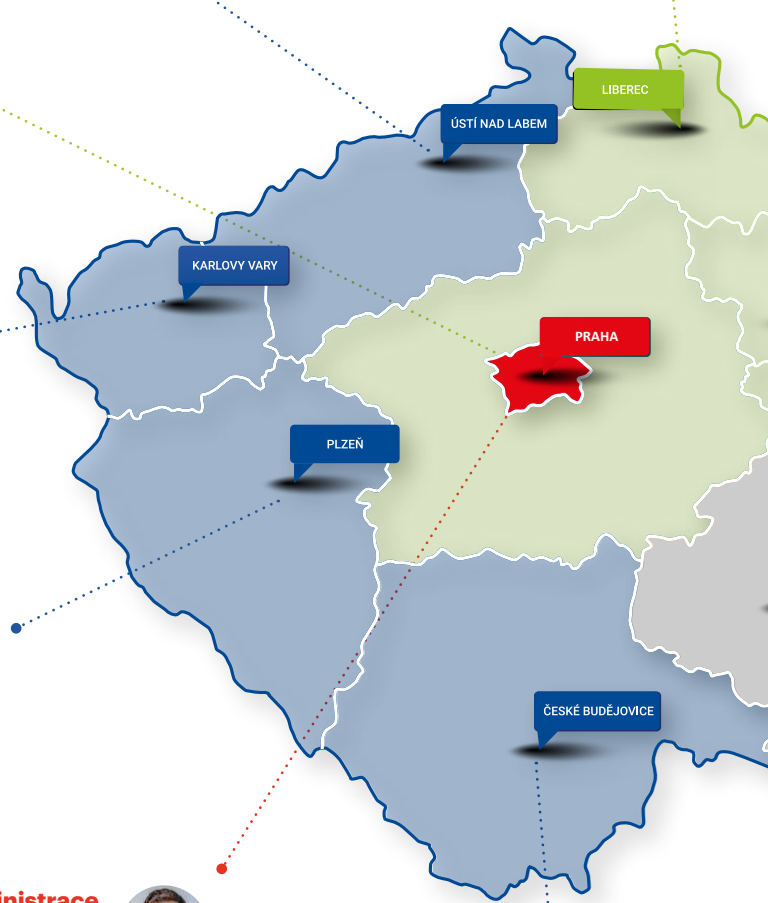 LIBEREC
ÚSTÍ NAD LABEM
KARLOVY VARY
PRAHA
PLZEŇ
ČESKÉ BUDĚJOVICE